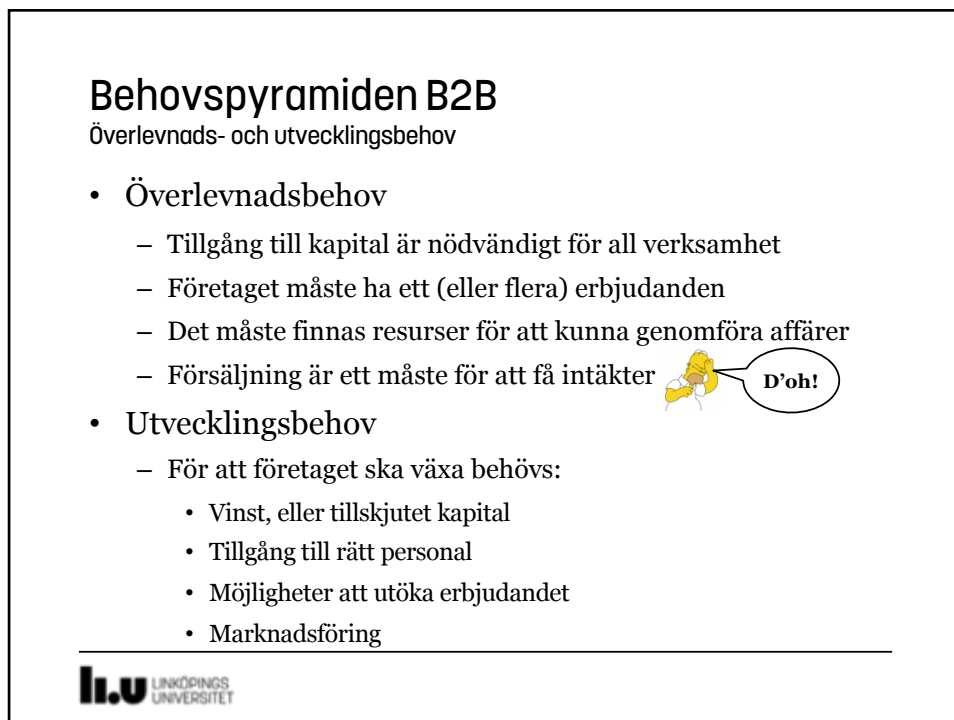 Behovspyramiden B2B
Överlevnads- och utvecklingsbehov
• Överlevnadsbehov
– Tillgång till kapital är nödvändigt för all verksamhet
– Företaget måste ha ett (eller flera) erbjudanden
– Det måste finnas resurser för att kunna genomföra affärer
– Försäljning är ett måste för att få intäkter
D’oh!
• Utvecklingsbehov
– För att företaget ska växa behövs:
• Vinst, eller tillskjutet kapital
• Tillgång till rätt personal
• Möjligheter att utöka erbjudandet
• Marknadsföring
li.u LINKÖPINGS
UNIVERSITET